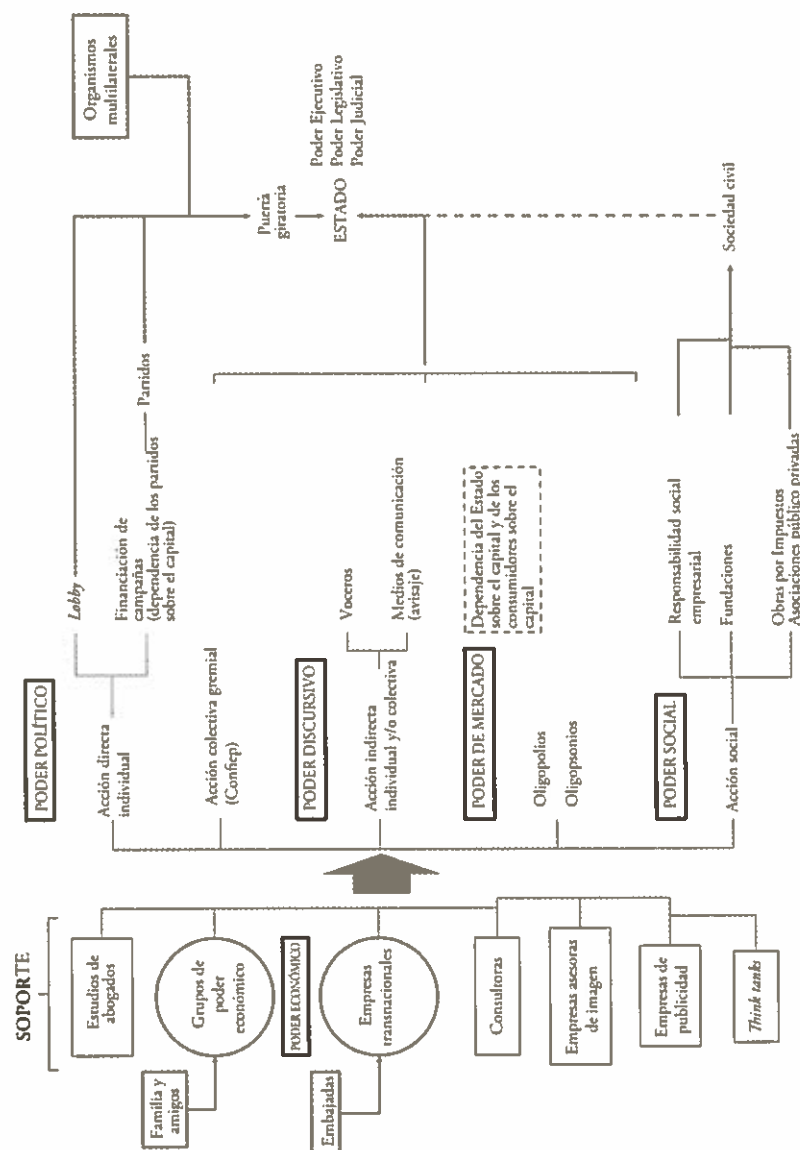 SOPORTE
Familia y
amigos
Embajadas
Estudios de
abogados
Grupos de
poder
económico
PODER ECONÓMICO
Empresas
transnacionales
Consultoras
Empresas asesoras
de imagen
Empresas de
publicidad
Think tanks
PODER POLÍTICO
Acción directa
individual
Lobby
Financiación de
campañas
(dependencia de los partidos
sobre el capital)
Partidos
Acción colectiva gremial
(Confiep)
PODER DISCURSIVO
Acción indirecta
individual y/o colectiva
Voceros
Medios de comunicación
(avisaje)
PODER DE MERCADO
Oligopolios
Oligopsonios
Dependencia del Estado
sobre el capital y de los
consumidores sobre el
capital
PODER SOCIAL
Acción social
Responsabilidad social
empresarial
Fundaciones
Obras por Impuestos
Asociaciones público privadas
Organismos
multilaterales
Puerta
giratoria
ESTADO
Poder Ejecutivo
Poder Legislativo
Poder Judicial
Sociedad civil